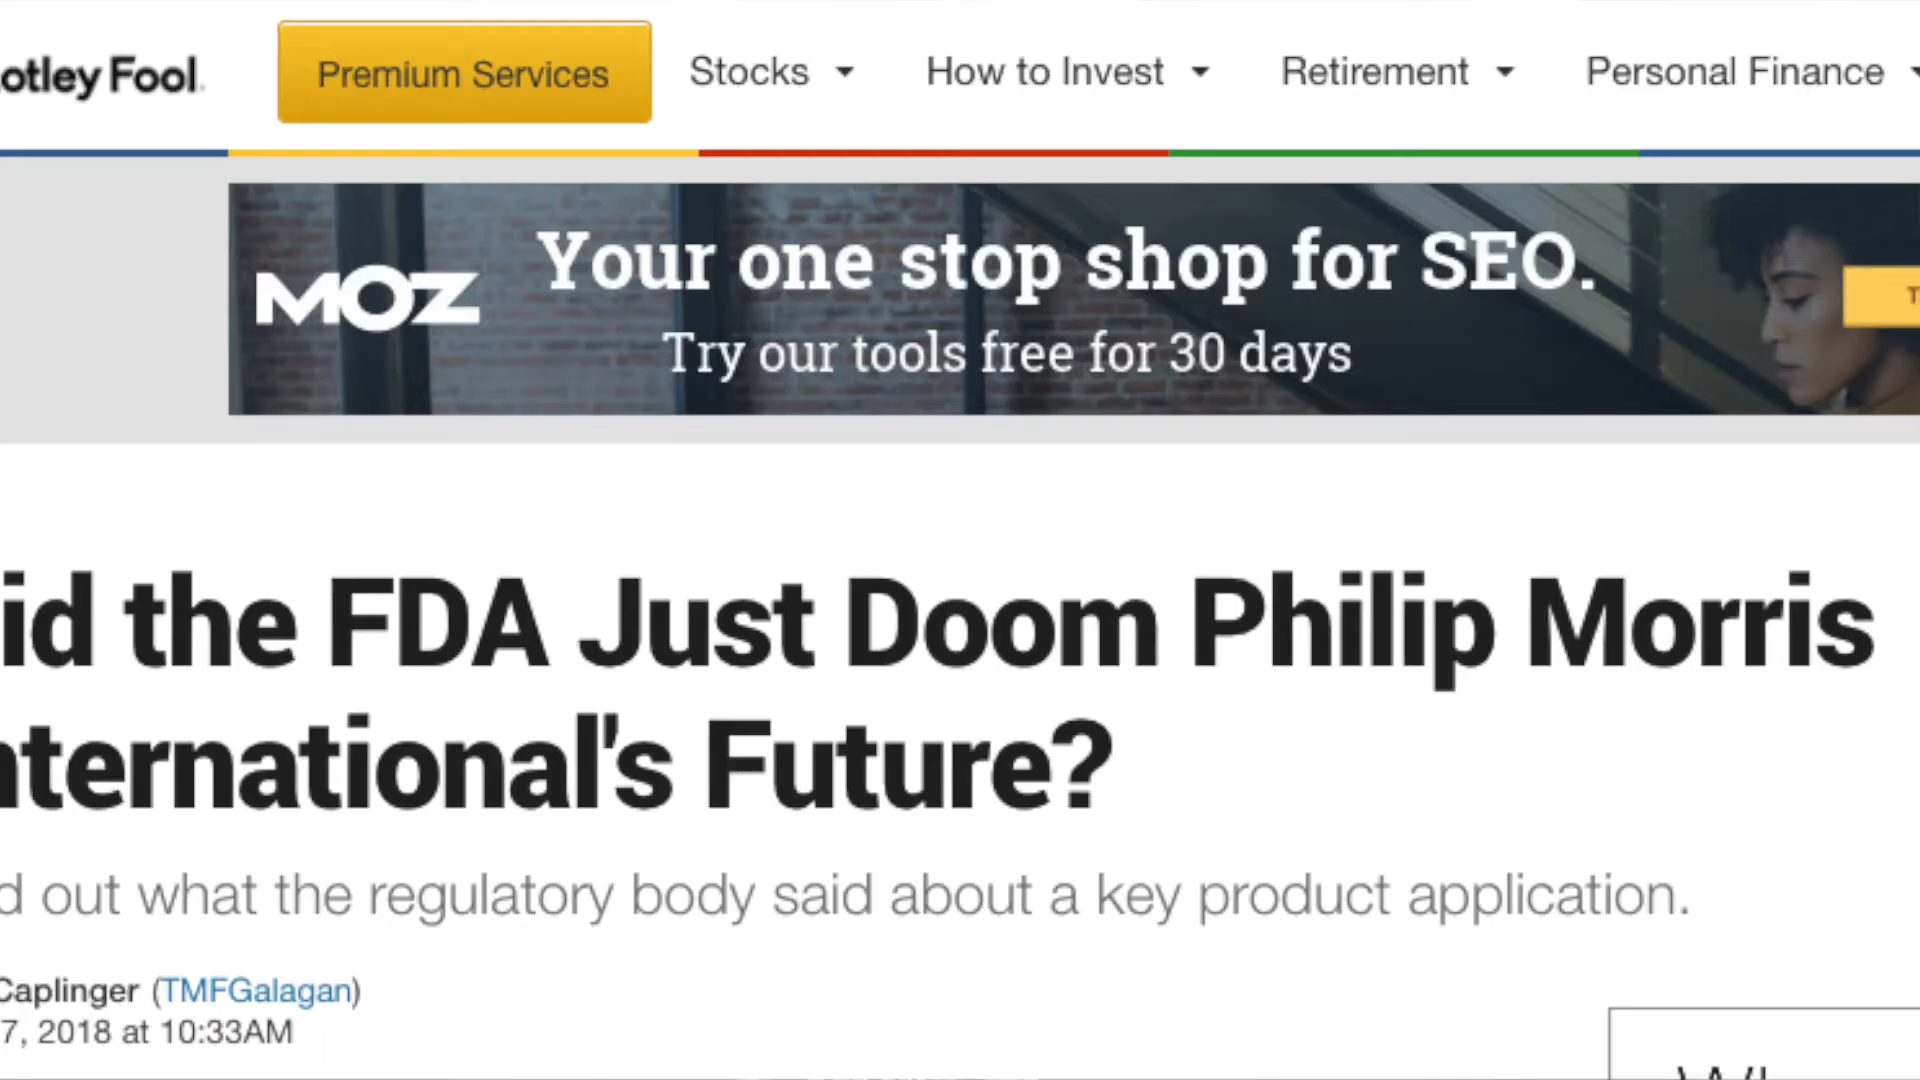 otley Fool.
Premium Services
Stocks
How to Invest
Retirement
Personal Finance
MOZ
Your one stop shop for SEO.
Try our tools free for 30 days
T
id the FDA Just Doom Philip Morris
nternational's Future?
d out what the regulatory body said about a key product application.
Caplinger (TMFGalagan)
7, 2018 at 10:33AM